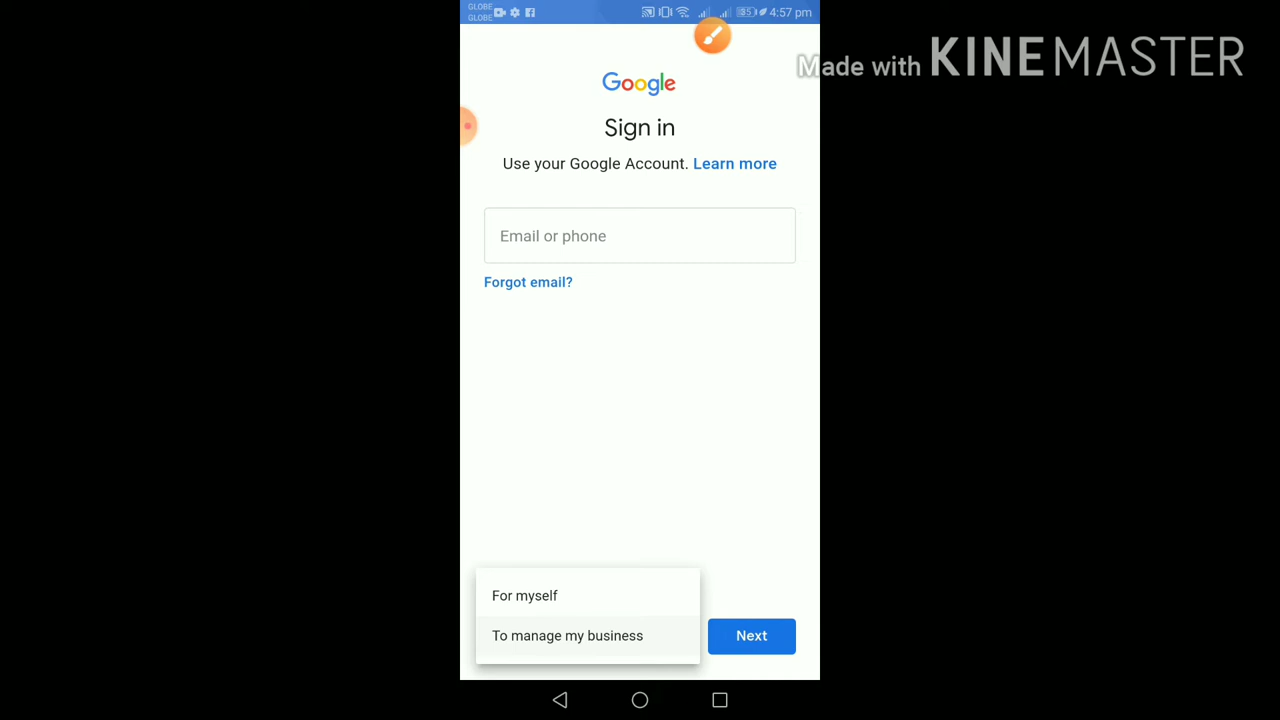 GLOBE
GLOBE
85
4:57 pm
Made with KINEMASTER
Google
Sign in
Use your Google Account. Learn more
Email or phone
Forgot email?
For myself
To manage my business
Next